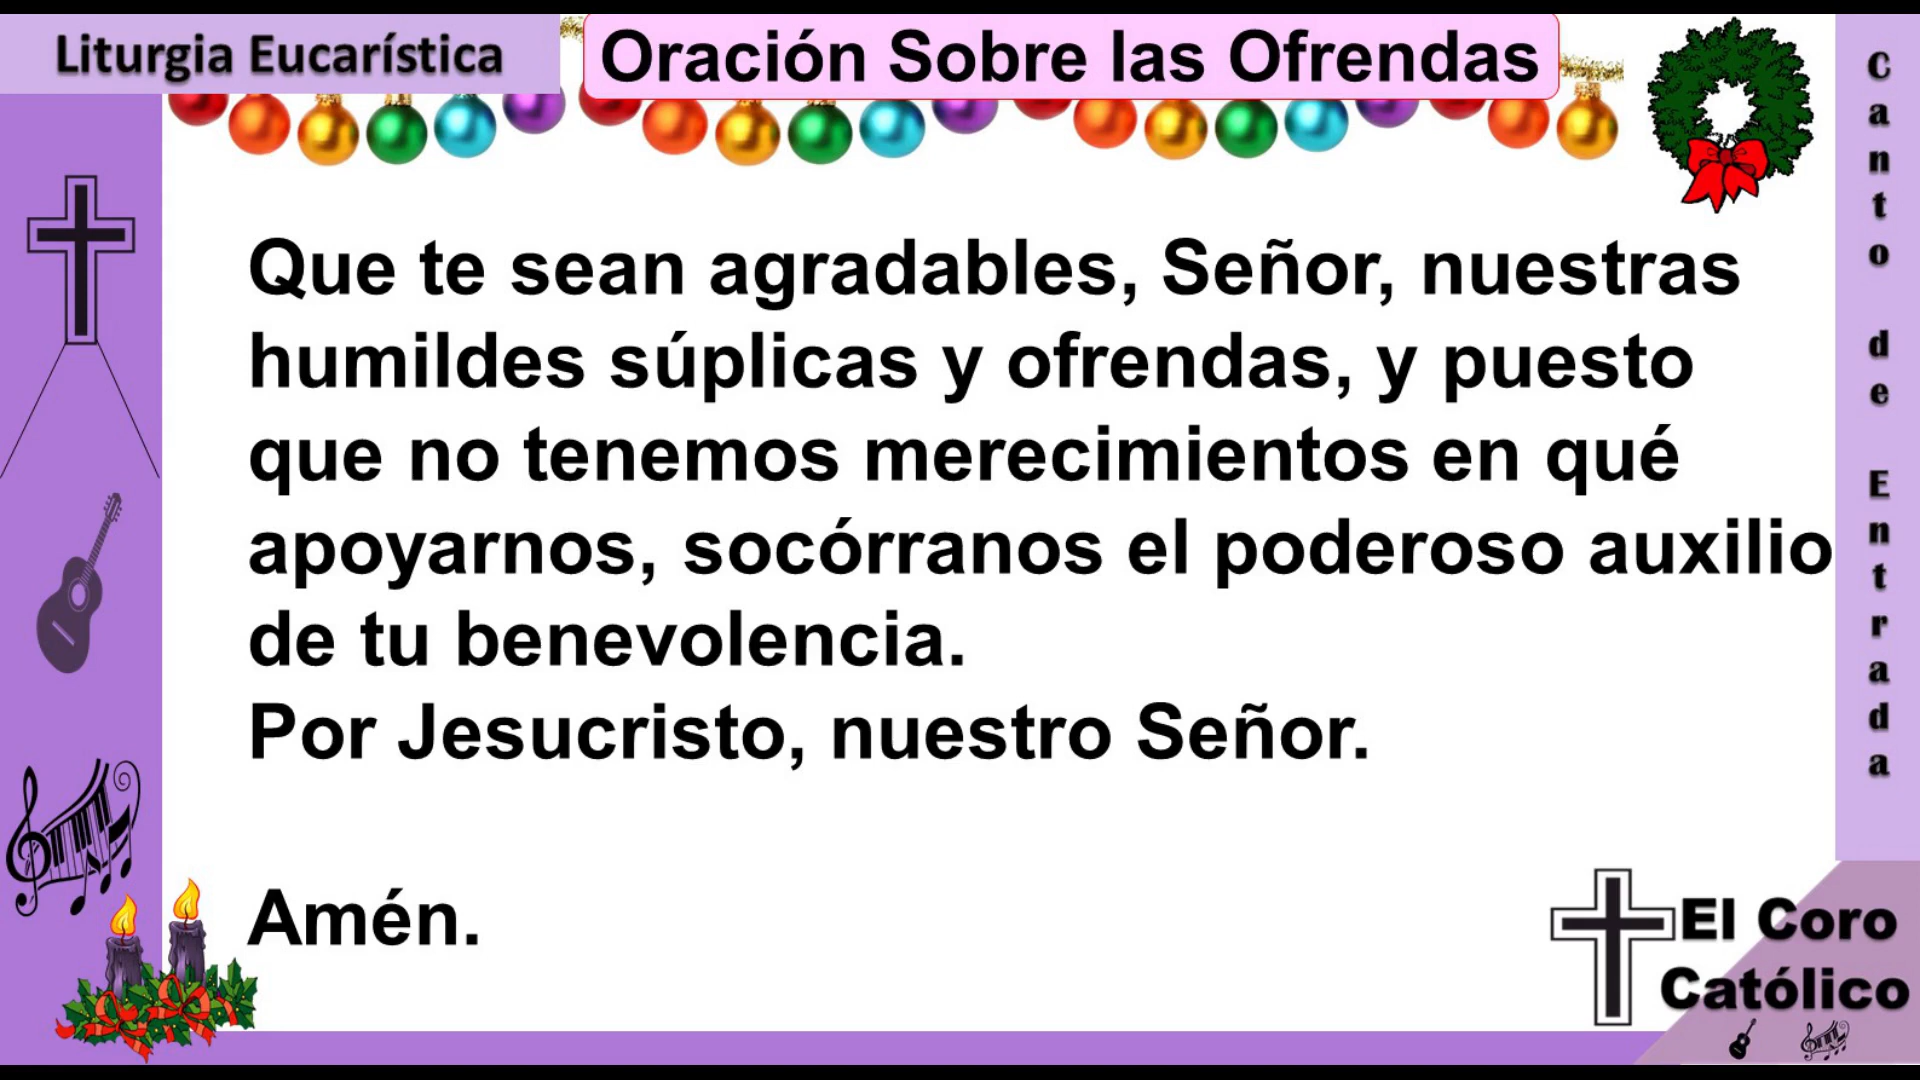 Liturgia Eucarística
Oración Sobre las Ofrendas
Que te sean agradables, Señor, nuestras
humildes súplicas y ofrendas, y puesto
que no tenemos merecimientos en qué
apoyarnos, socórranos el poderoso auxilio
de tu benevolencia.
Por Jesucristo, nuestro Señor.
Amén.
Canto de Entrada
El Coro
Católico